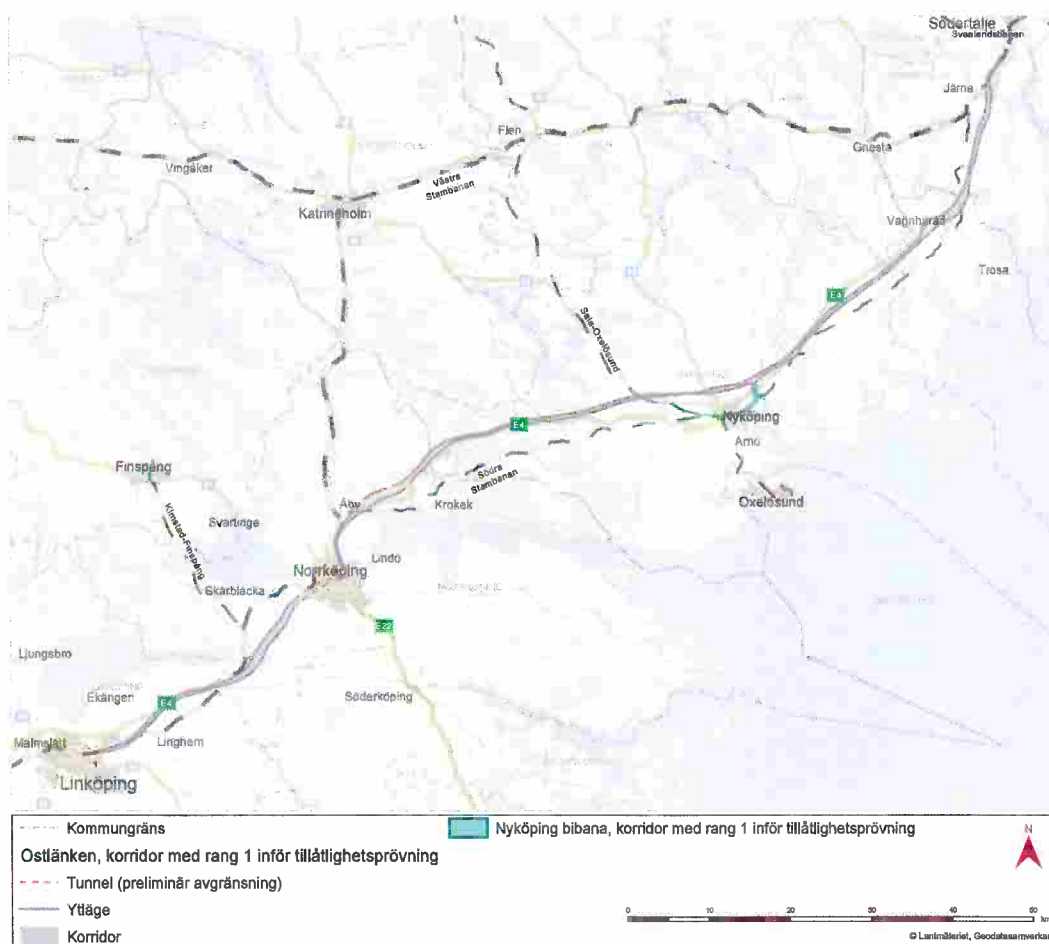 Södertälje
Svealandsbanan
Järna
Flen
Gnesta
Vingåker
Västra
Stambanan
Katrineholm
Vagnhärad
Trosa
E4
Sala-Oxelösund
Nyköping
E4
Arnö
Finspång
Södra
Stambanan
Oxelösund
Åby
Krokek
Svärtinge
Kimstad-Finspång
Lindö
Norrköping
Skärblacka
E22
Ljungsbro
Ekängen
Söderköping
E4
Malmslätt
Linghem
Linköping
Kommungräns
Nyköping bibana, korridor med rang 1 inför tillåtlighetsprövning
N
Ostlänken, korridor med rang 1 inför tillåtlighetsprövning
Tunnel (preliminär avgränsning)
Ytläge
0 10 20 30 40 50
km
Korridor
© Lantmäteriet, Geodatasamverkan